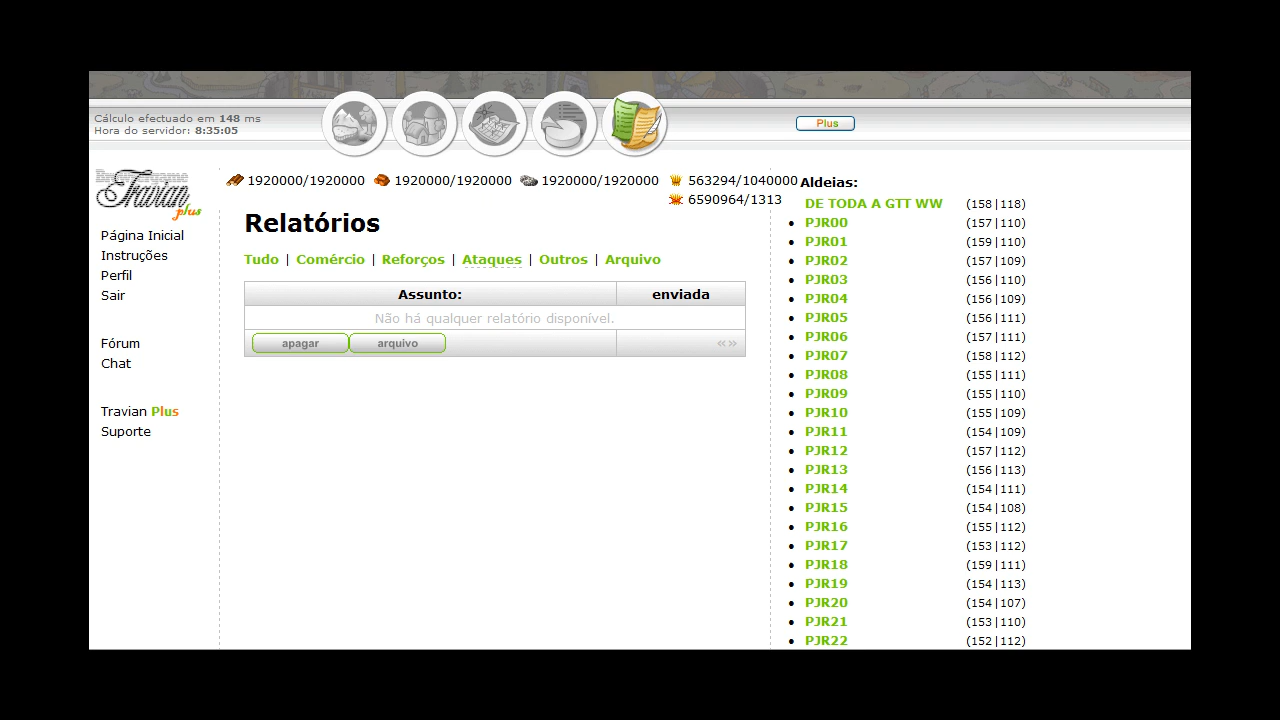 Cálculo efectuado em 148 ms
Hora do servidor: 8:35:05
Plus
Travian
plus
Página Inicial
Instruções
Perfil
Sair
Fórum
Chat
Travian Plus
Suporte
1920000/1920000 1920000/1920000 1920000/1920000 563294/1040000
6590964/1313
Relatórios
Tudo | Comércio | Reforços | Ataques | Outros | Arquivo
Assunto: enviada
Não há qualquer relatório disponível.
apagar arquivo «»
Aldeias:
DE TODA A GTT WW (158|118)
PJR00 (157|110)
PJR01 (159|110)
PJR02 (157|109)
PJR03 (156|110)
PJR04 (156|109)
PJR05 (156|111)
PJR06 (157|111)
PJR07 (158|112)
PJR08 (155|111)
PJR09 (155|110)
PJR10 (155|109)
PJR11 (154|109)
PJR12 (157|112)
PJR13 (156|113)
PJR14 (154|111)
PJR15 (154|108)
PJR16 (155|112)
PJR17 (153|112)
PJR18 (159|111)
PJR19 (154|113)
PJR20 (154|107)
PJR21 (153|110)
PJR22 (152|112)